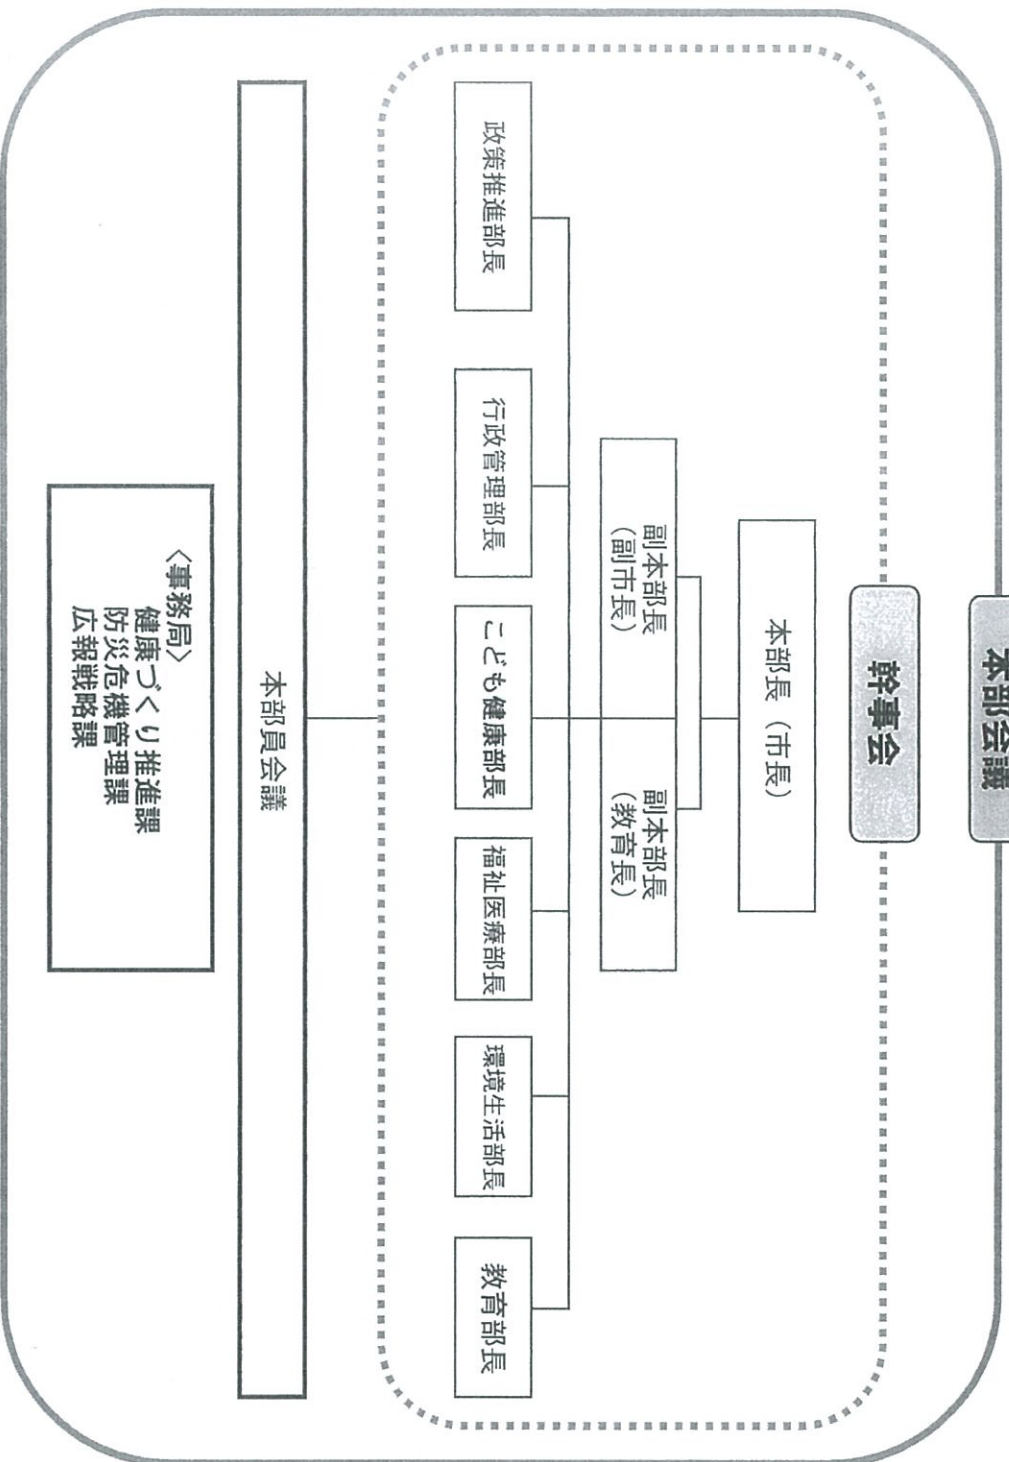 本部会議
幹事会
本部長（市長）
副本部長
（副市長）
副本部長
（教育長）
政策推進部長
行政管理部長
こども健康部長
福祉医療部長
環境生活部長
教育部長
本部員会議
〈事務局〉
健康づくり推進課
防災危機管理課
広報戦略課